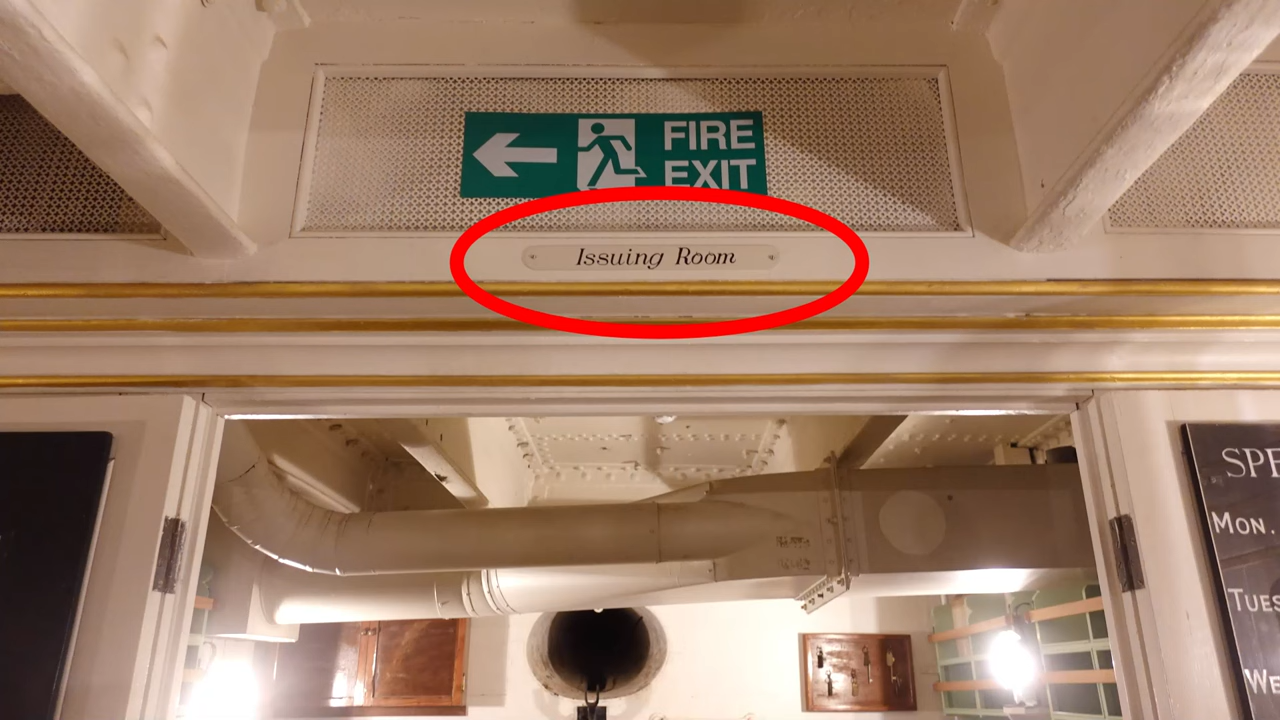 FIRE
EXIT
Issuing Room
SPE
MON.
TUES
WE